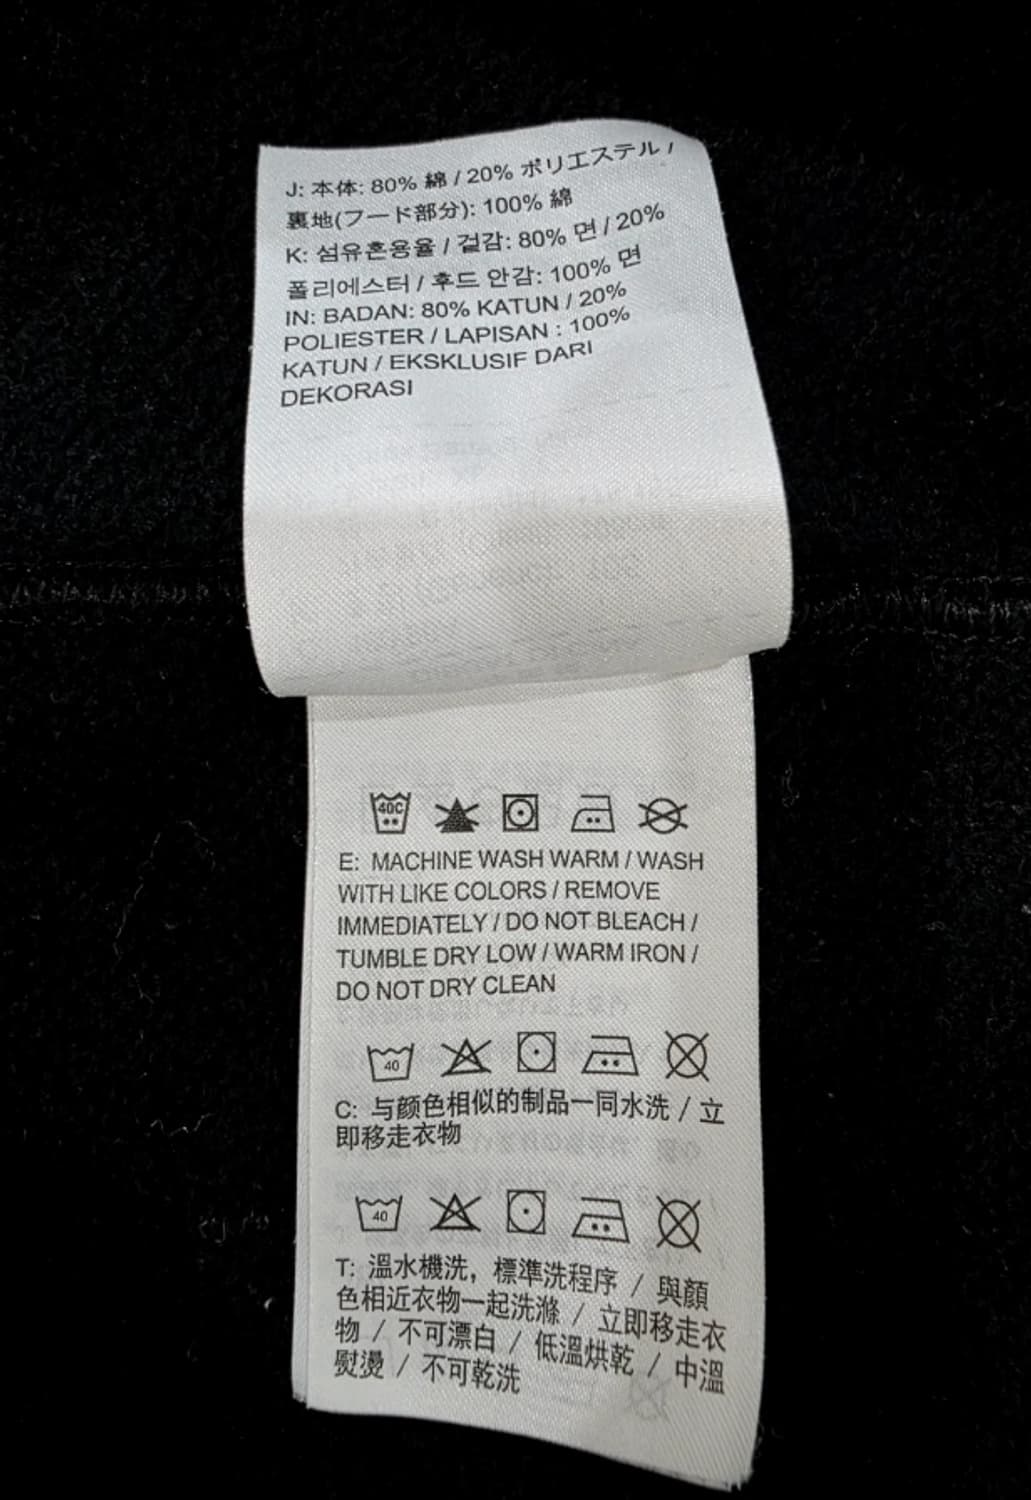 J: 本体: 80% 綿 / 20% ポリエステル /
裏地(フード部分): 100% 綿
K: 섬유혼용율 / 겉감: 80% 면 / 20%
폴리에스터 / 후드 안감: 100% 면
IN: BADAN: 80% KATUN / 20%
POLIESTER / LAPISAN : 100%
KATUN / EKSKLUSIF DARI
DEKORASI
40C
E: MACHINE WASH WARM / WASH
WITH LIKE COLORS / REMOVE
IMMEDIATELY / DO NOT BLEACH /
TUMBLE DRY LOW / WARM IRON /
DO NOT DRY CLEAN
40
C: 与颜色相似的制品一同水洗 / 立
即移走衣物
40
T: 溫水機洗，標準洗程序 / 與顏
色相近衣物一起洗滌 / 立即移走衣
物 / 不可漂白 / 低溫烘乾 / 中溫
熨燙 / 不可乾洗